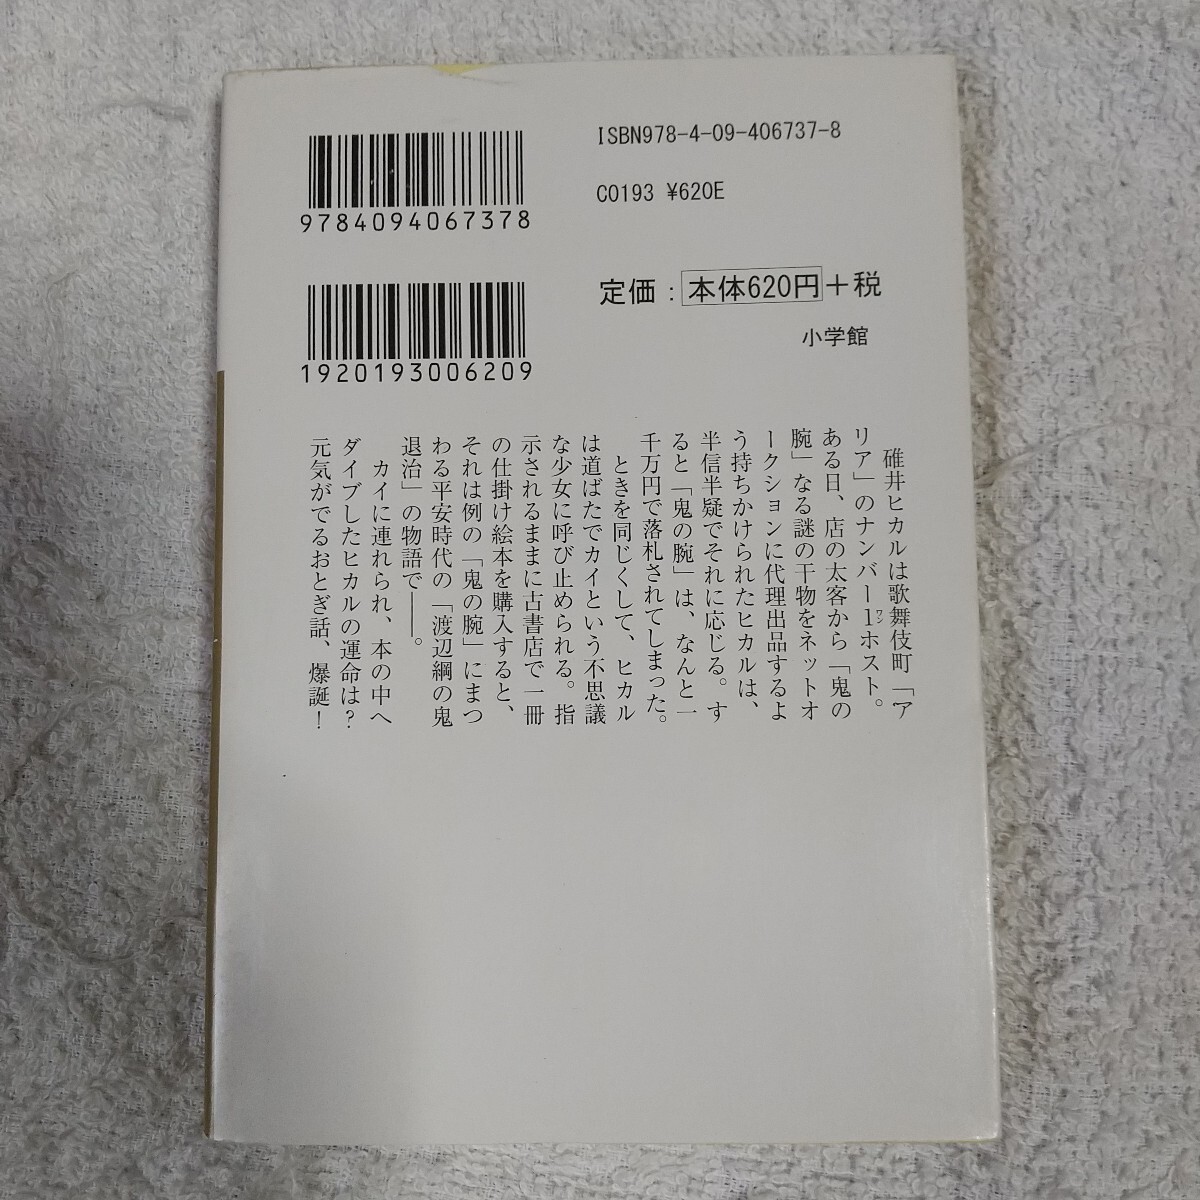 9784094067378
ISBN978-4-09-406737-8
C0193 ¥620E
1920193006209
定価：本体620円＋税
小学館
碓井ヒカルは歌舞伎町「ア
リア」のナンバー1ホスト。
ワン
ある日、店の太客から「鬼の
腕」なる謎の干物をネットオ
ークションに代理出品するよ
う持ちかけられたヒカルは、
半信半疑でそれに応じる。す
ると「鬼の腕」は、なんと一
千万円で落札されてしまった。
ときを同じくして、ヒカル
は道ばたでカイという不思議
な少女に呼び止められる。指
示されるままに古書店で一冊
の仕掛け絵本を購入すると、
それは例の「鬼の腕」にまつ
わる平安時代の「渡辺綱の鬼
退治」の物語で――。
カイに連れられ、本の中へ
ダイブしたヒカルの運命は？
元気がでるおとぎ話、爆誕！